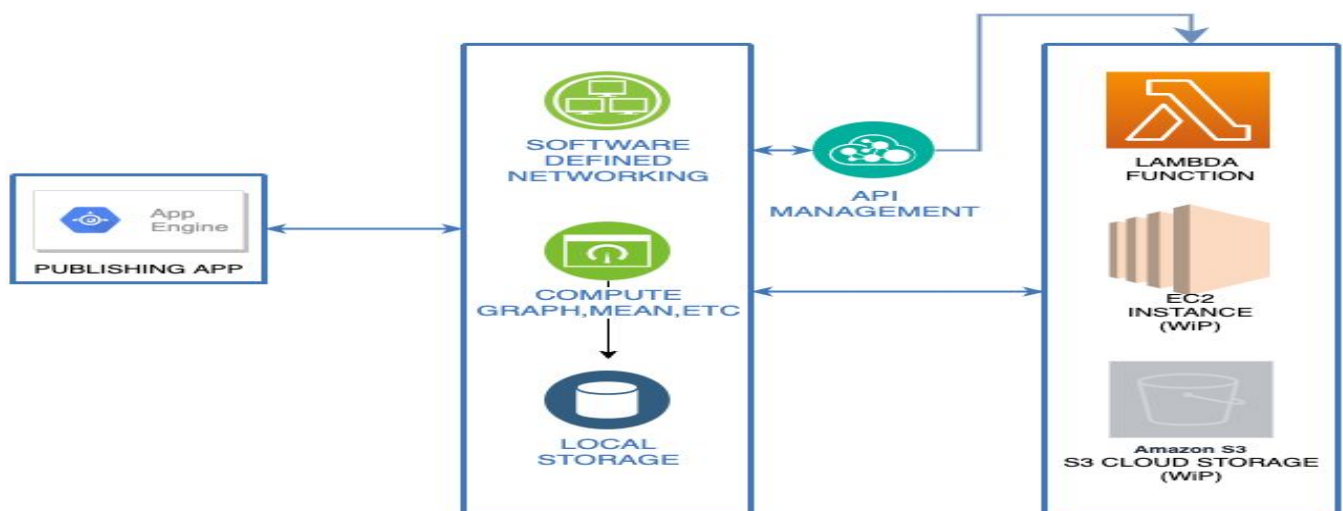 App
Engine
PUBLISHING APP
SOFTWARE
DEFINED
NETWORKING
COMPUTE
GRAPH,MEAN,ETC
LOCAL
STORAGE
API
MANAGEMENT
LAMBDA
FUNCTION
EC2
INSTANCE
(WiP)
Amazon S3
S3 CLOUD STORAGE
(WiP)